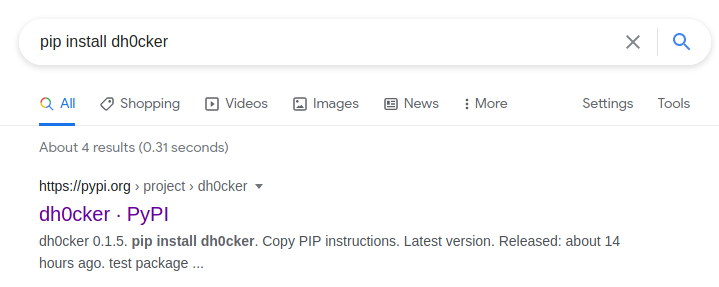 pip install dh0cker
All Shopping Videos Images News More Settings Tools
About 4 results (0.31 seconds)
https://pypi.org › project › dh0cker
dh0cker · PyPI
dh0cker 0.1.5. pip install dh0cker. Copy PIP instructions. Latest version. Released: about 14
hours ago. test package ...